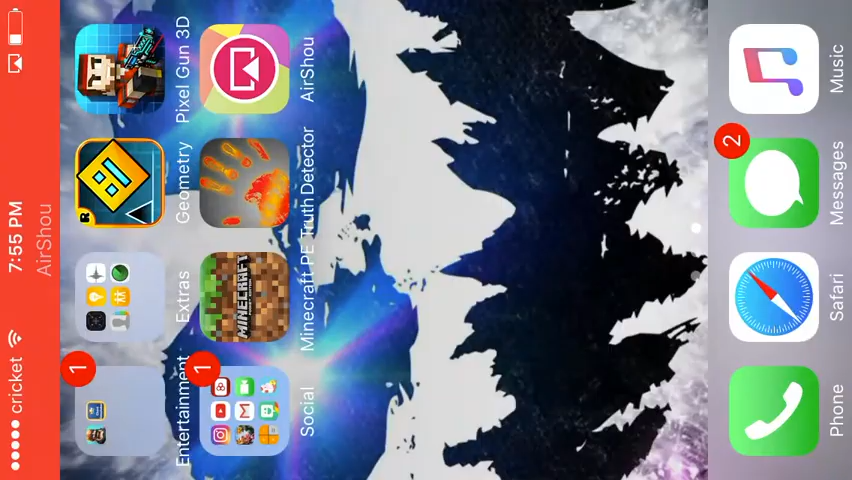 cricket 7:55 PM
AirShou
Entertainment Extras Geometry Pixel Gun 3D
Social Minecraft PE Truth Detector AirShou
Phone Safari Messages Music
1
1
2
MINECRAFT
R